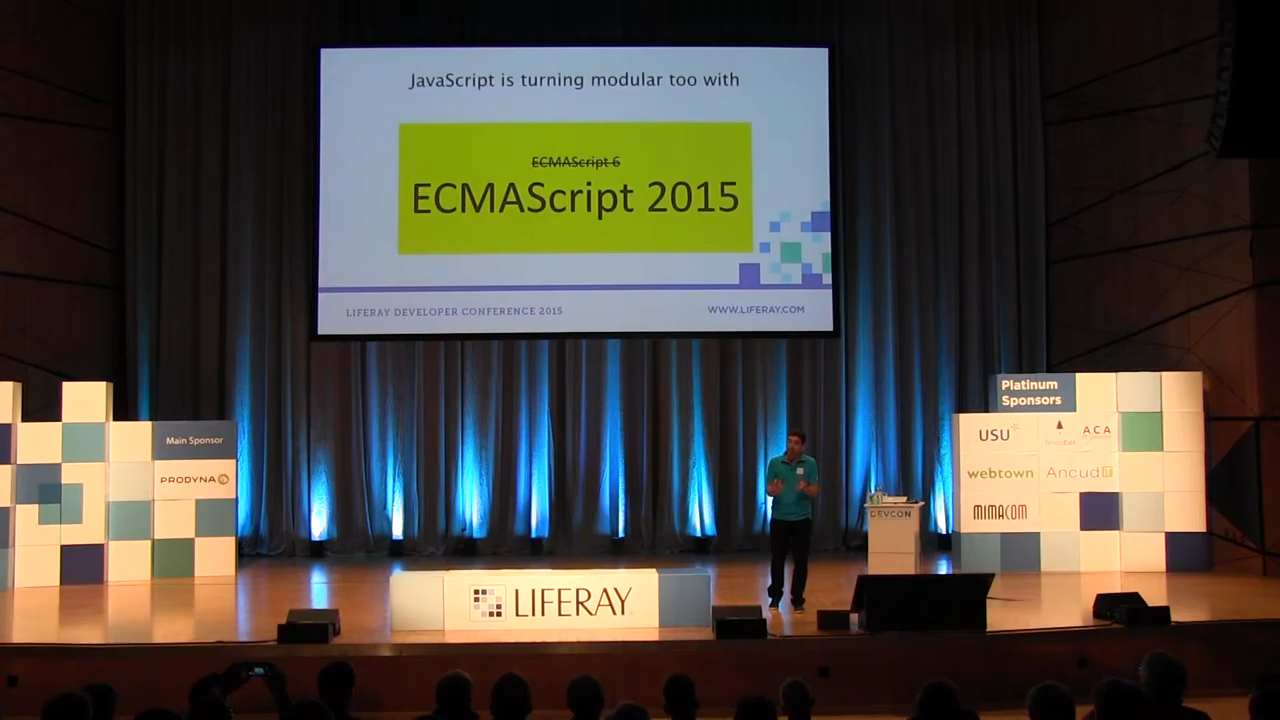 JavaScript is turning modular too with
ECMAScript 6
ECMAScript 2015
LIFERAY DEVELOPER CONFERENCE 2015
WWW.LIFERAY.COM
Main Sponsor
PRODYNA
Platinum
Sponsors
USU
ACA
webtown
Ancud IT
MIMACOM
DEVCON
LIFERAY